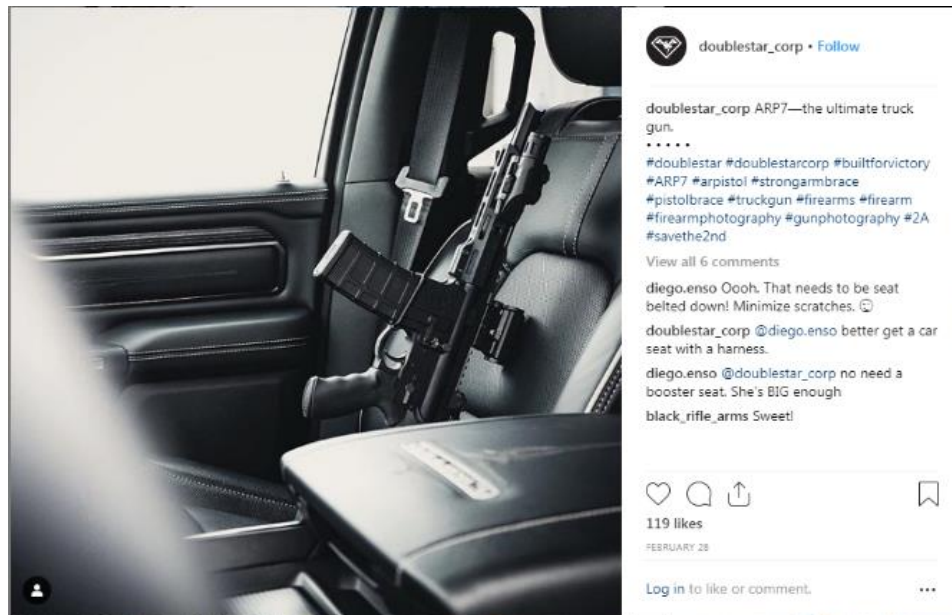 doublestar_corp • Follow
doublestar_corp ARP7—the ultimate truck
gun.
• • • • •
#doublestar #doublestarcorp #builtforvictory
#ARP7 #arpistol #strongarmbrace
#pistolbrace #truckgun #firearms #firearm
#firearmphotography #gunphotography #2A
#savethe2nd
View all 6 comments
diego.enso Oooh. That needs to be seat
belted down! Minimize scratches.
doublestar_corp @diego.enso better get a car
seat with a harness.
diego.enso @doublestar_corp no need a
booster seat. She's BIG enough
black_rifle_arms Sweet!
119 likes
FEBRUARY 28
Log in to like or comment.